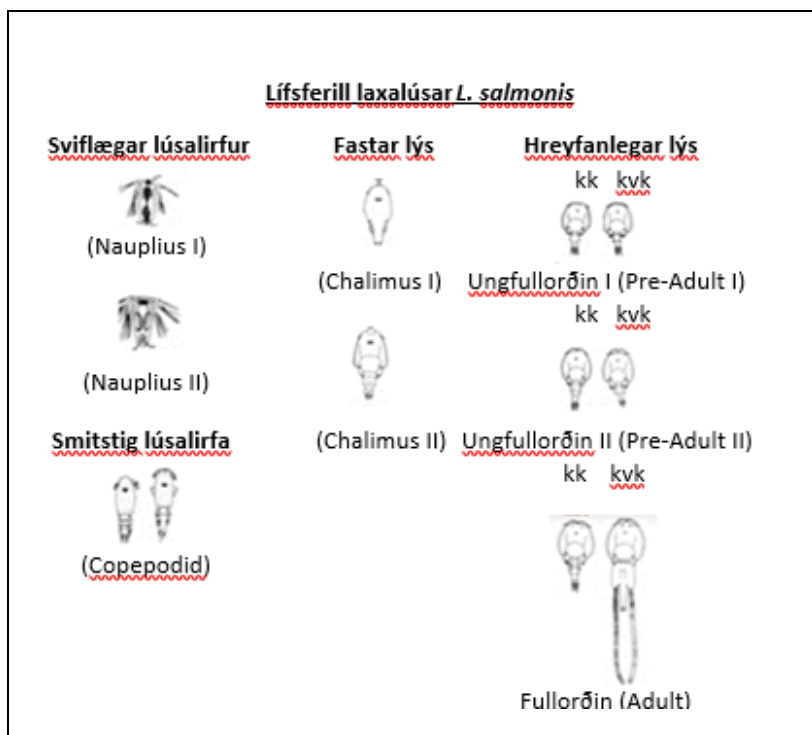 Lífsferill laxalúsar L. salmonis
Sviflægar lúsalirfur
(Nauplius I)
(Nauplius II)
Smitstig lúsalirfa
(Copepodid)
Fastar lýs
(Chalimus I)
(Chalimus II)
Hreyfanlegar lýs
kk kvk
Ungfullorðin I (Pre-Adult I)
kk kvk
Ungfullorðin II (Pre-Adult II)
kk kvk
Fullorðin (Adult)